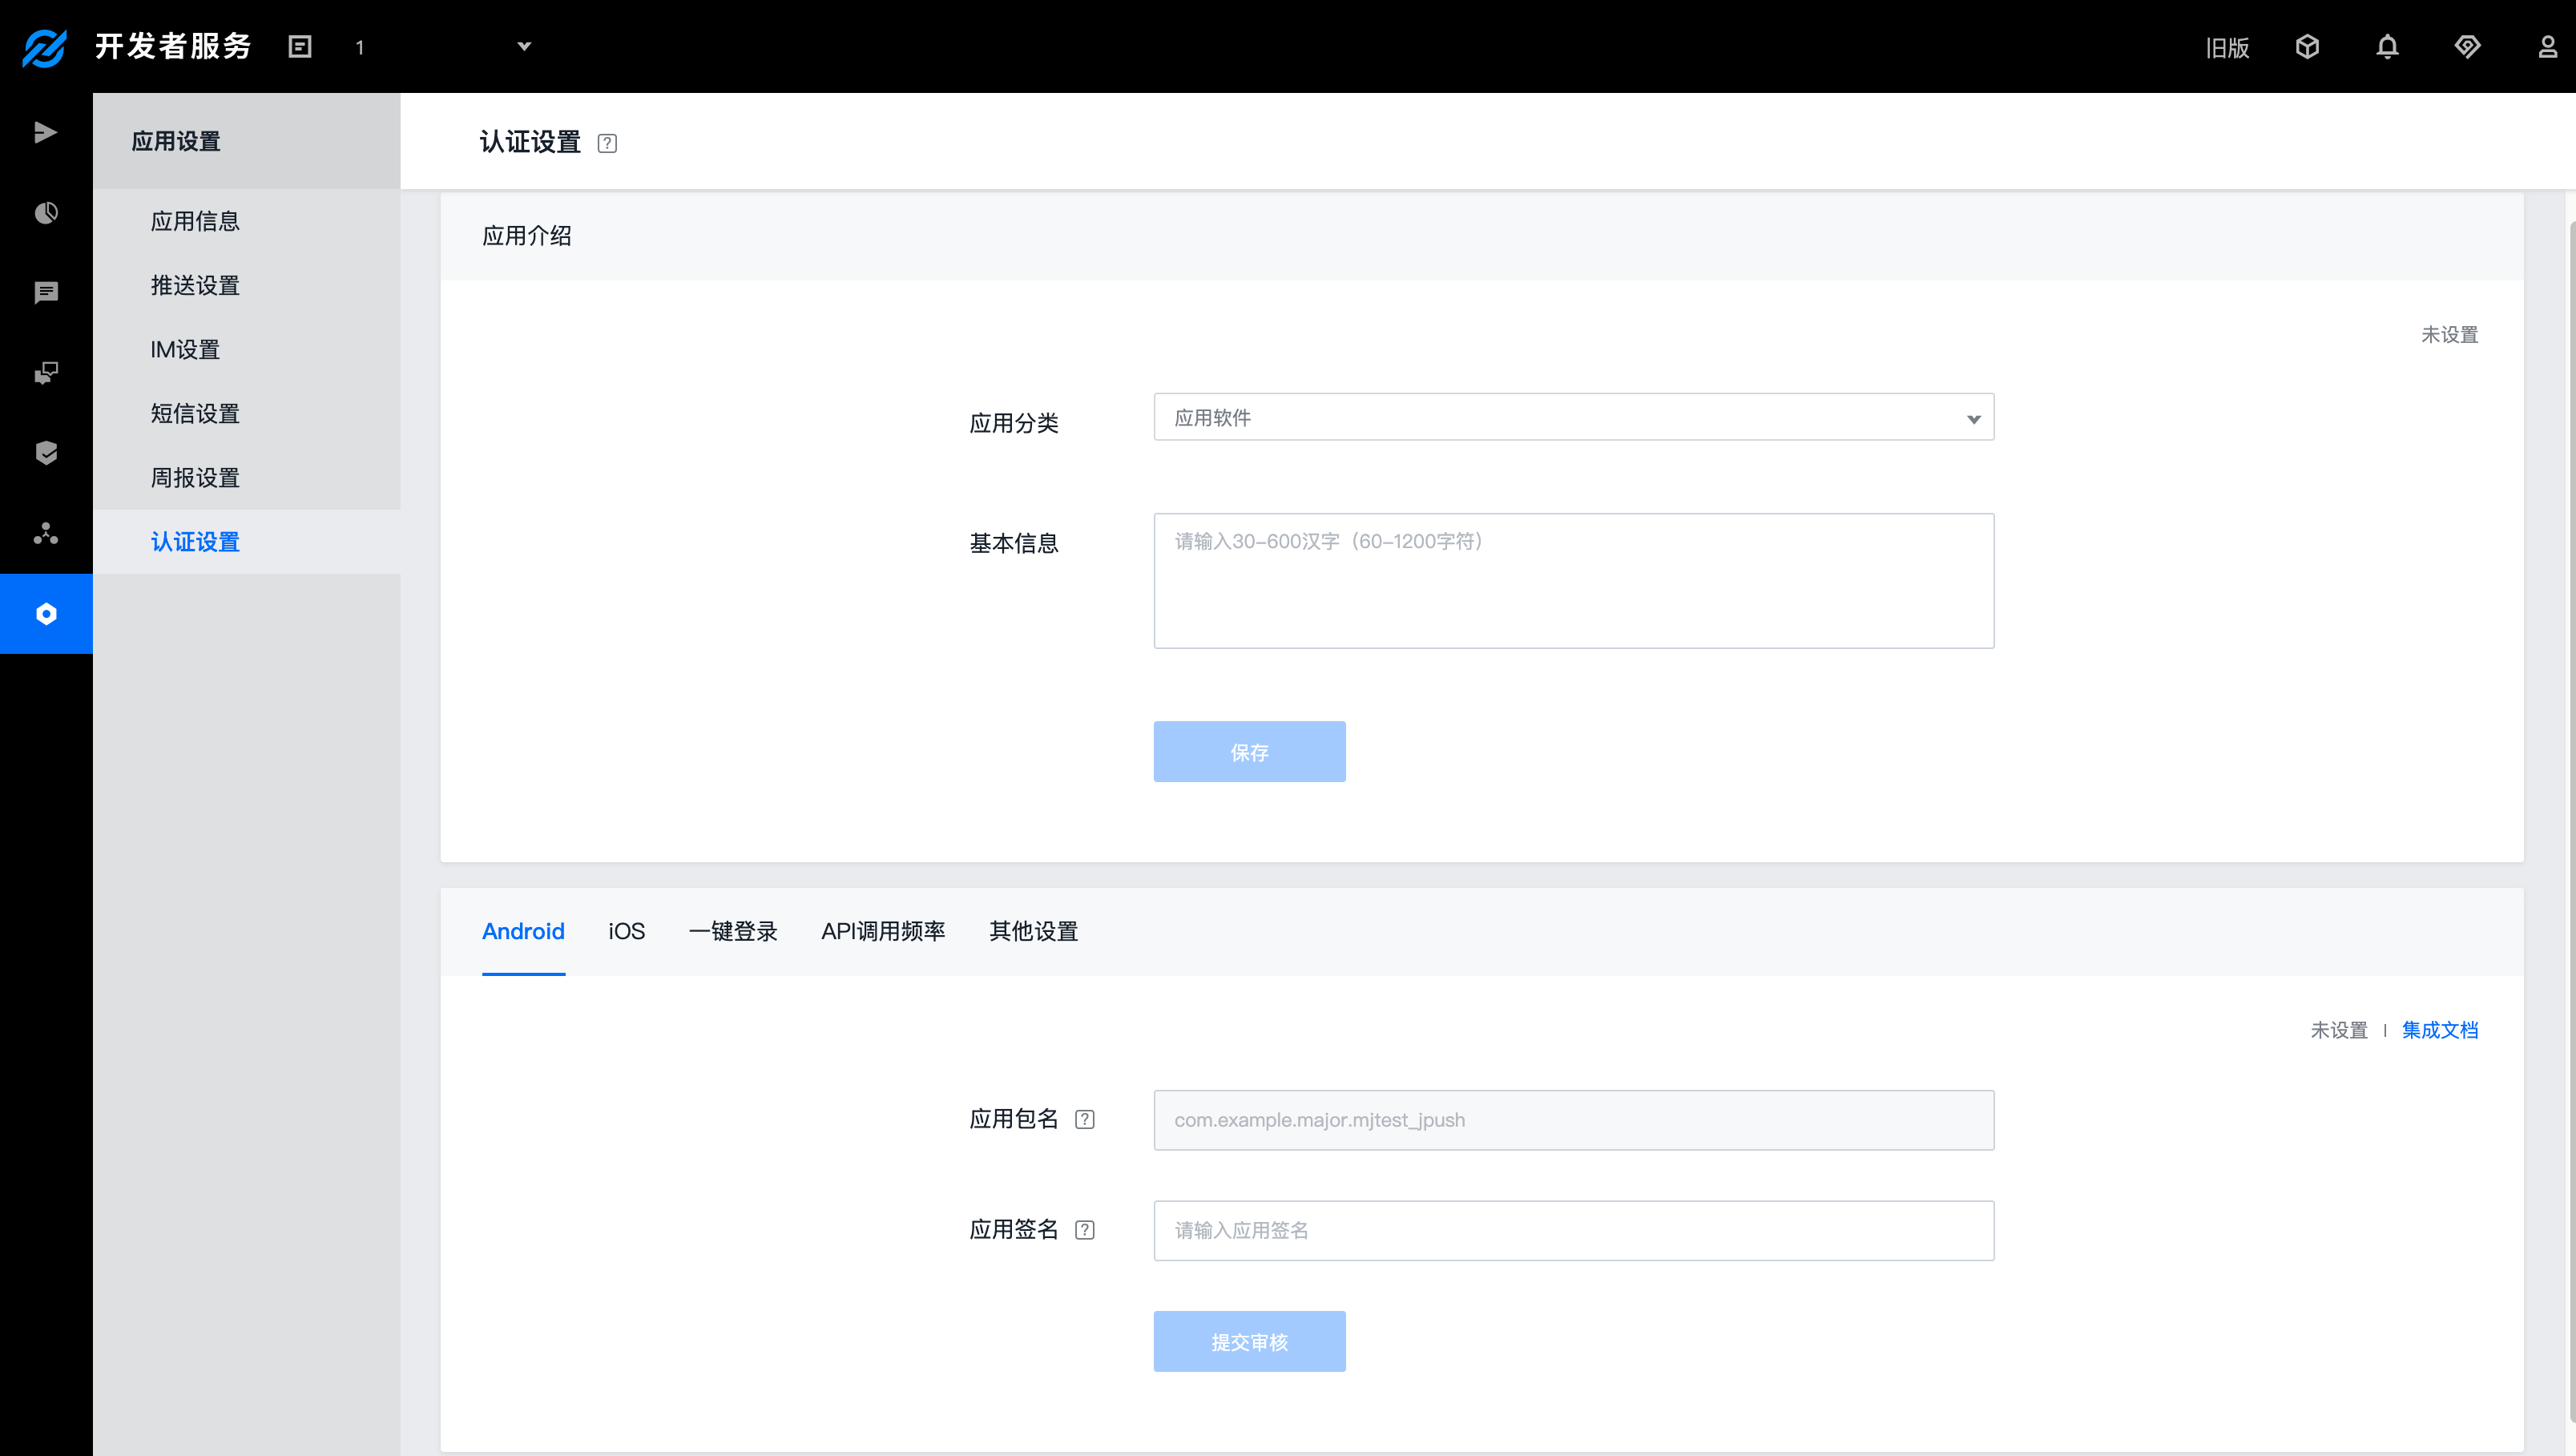 开发者服务
1
旧版
应用设置
应用信息
推送设置
IM设置
短信设置
周报设置
认证设置
认证设置 ?
应用介绍
未设置
应用分类
应用软件
基本信息
请输入30-600汉字（60-1200字符）
保存
Android iOS 一键登录 API调用频率 其他设置
未设置 | 集成文档
应用包名 ?
com.example.major.mjtest_jpush
应用签名 ?
请输入应用签名
提交审核